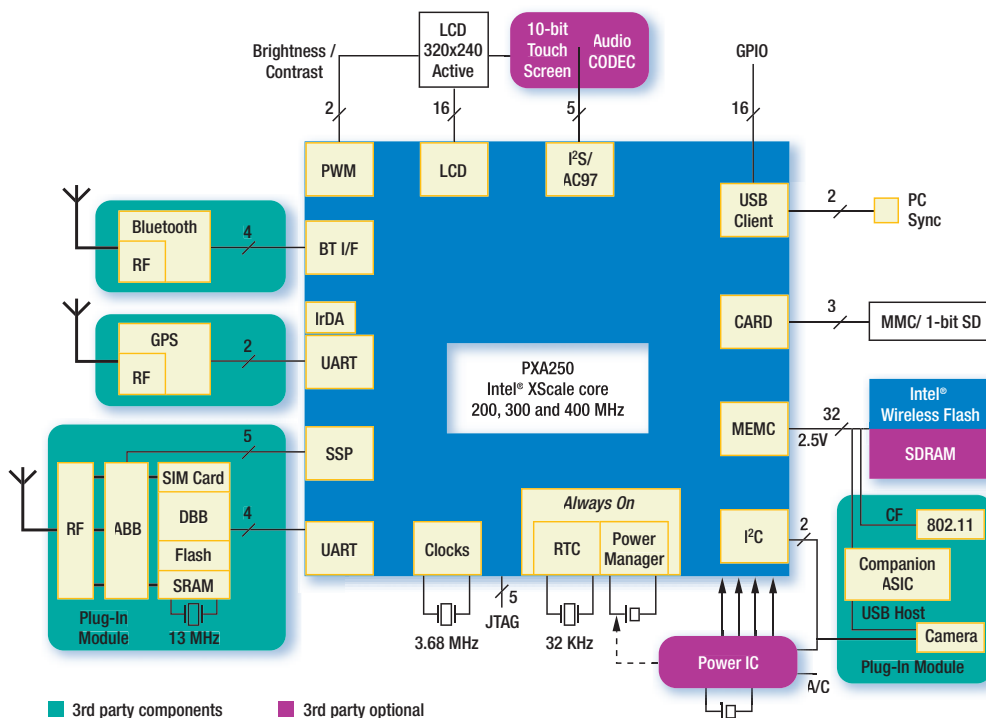 Brightness /
Contrast
LCD
320x240
Active
10-bit
Touch
Screen
Audio
CODEC
GPIO
2
16
5
16
PWM
LCD
I²S/
AC97
USB
Client
2
PC
Sync
Bluetooth
RF
4
BT I/F
IrDA
GPS
RF
2
UART
CARD
3
MMC/ 1-bit SD
PXA250
Intel® XScale core
200, 300 and 400 MHz
MEMC
32
2.5V
Intel®
Wireless Flash
SDRAM
5
SSP
RF
ABB
SIM Card
DBB
Flash
SRAM
4
UART
Plug-In
Module
13 MHz
Clocks
3.68 MHz
5
JTAG
Always On
RTC
Power
Manager
32 KHz
I²C
2
CF
802.11
Companion
ASIC
USB Host
Camera
Plug-In Module
Power IC
A/C
3rd party components
3rd party optional